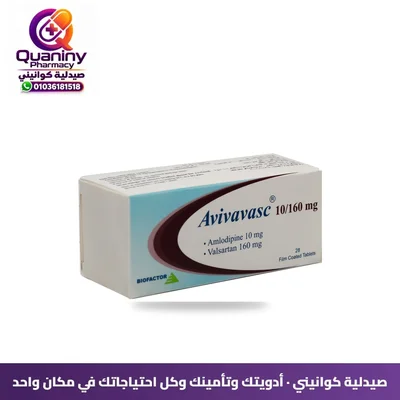 Quaniny
Pharmacy
صيدلية كوانيني
01036181518
Avivavasc® 10/160 mg
• Amlodipine 10 mg
• Valsartan 160 mg
28
Film Coated Tablets
BIOFACTOR
صيدلية كوانيني · أدويتك وتأمينك وكل احتياجاتك في مكان واحد